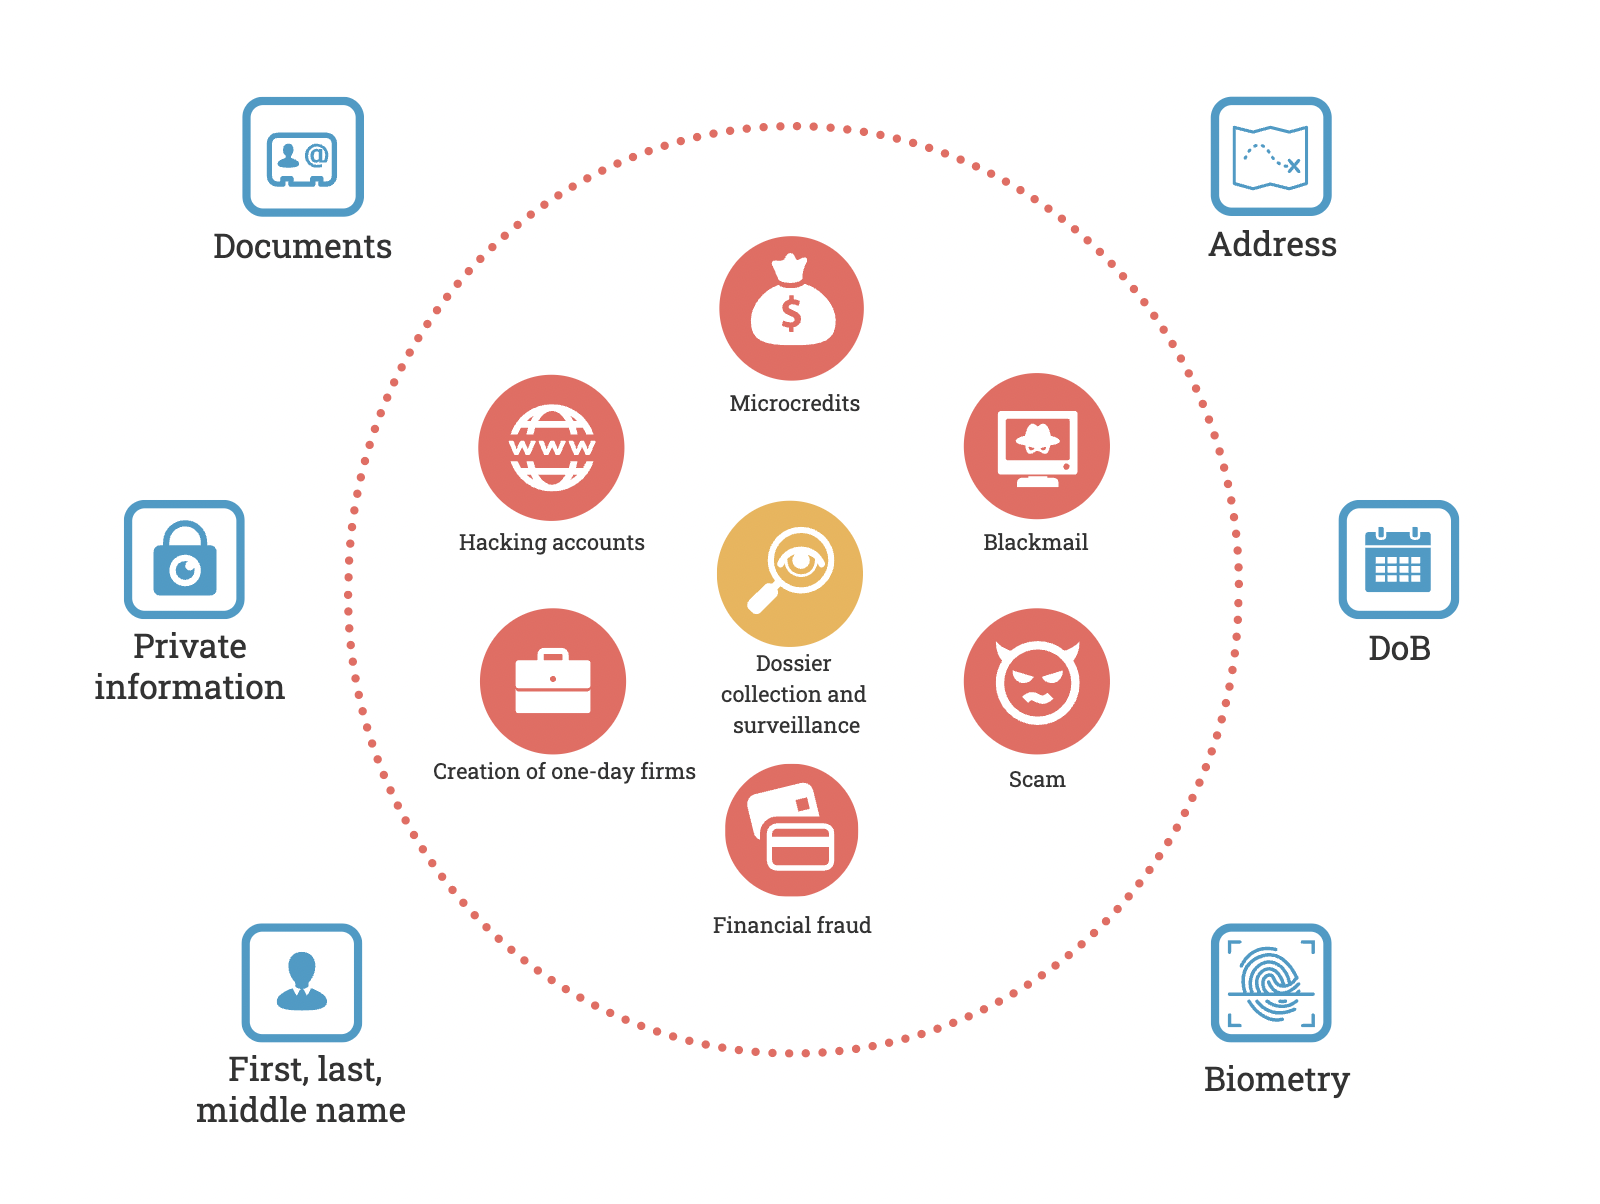 @
Documents
Address
$
Microcredits
www
Hacking accounts
Blackmail
Private
information
DoB
Dossier
collection and
surveillance
Creation of one-day firms
Scam
Financial fraud
First, last,
middle name
Biometry